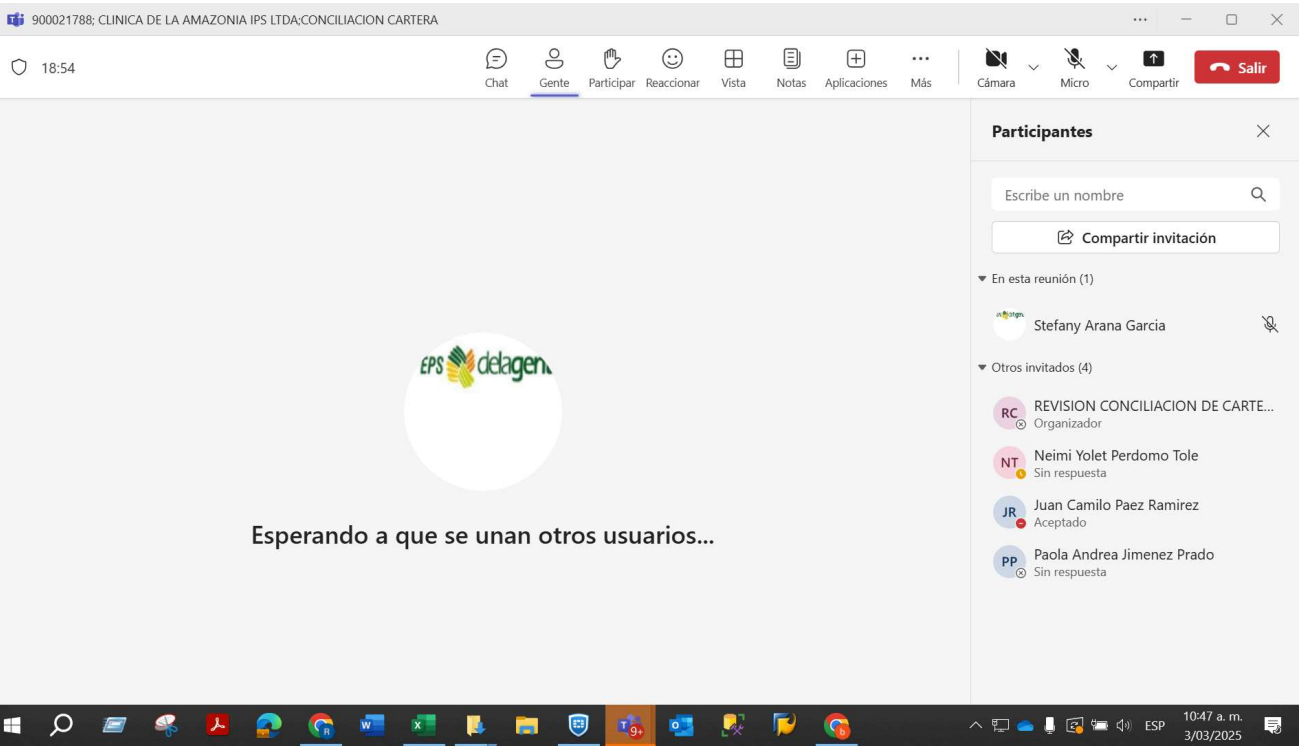 900021788; CLINICA DE LA AMAZONIA IPS LTDA;CONCILIACION CARTERA
18:54
Chat
Gente
Participar
Reaccionar
Vista
Notas
Aplicaciones
Más
Cámara
Micro
Compartir
Salir
Participantes
Escribe un nombre
Compartir invitación
En esta reunión (1)
Stefany Arana Garcia
Otros invitados (4)
RC
REVISION CONCILIACION DE CARTE...
Organizador
NT
Neimi Yolet Perdomo Tole
Sin respuesta
JR
Juan Camilo Paez Ramirez
Aceptado
PP
Paola Andrea Jimenez Prado
Sin respuesta
EPS delagen
Esperando a que se unan otros usuarios...
9+
ESP
10:47 a. m.
3/03/2025